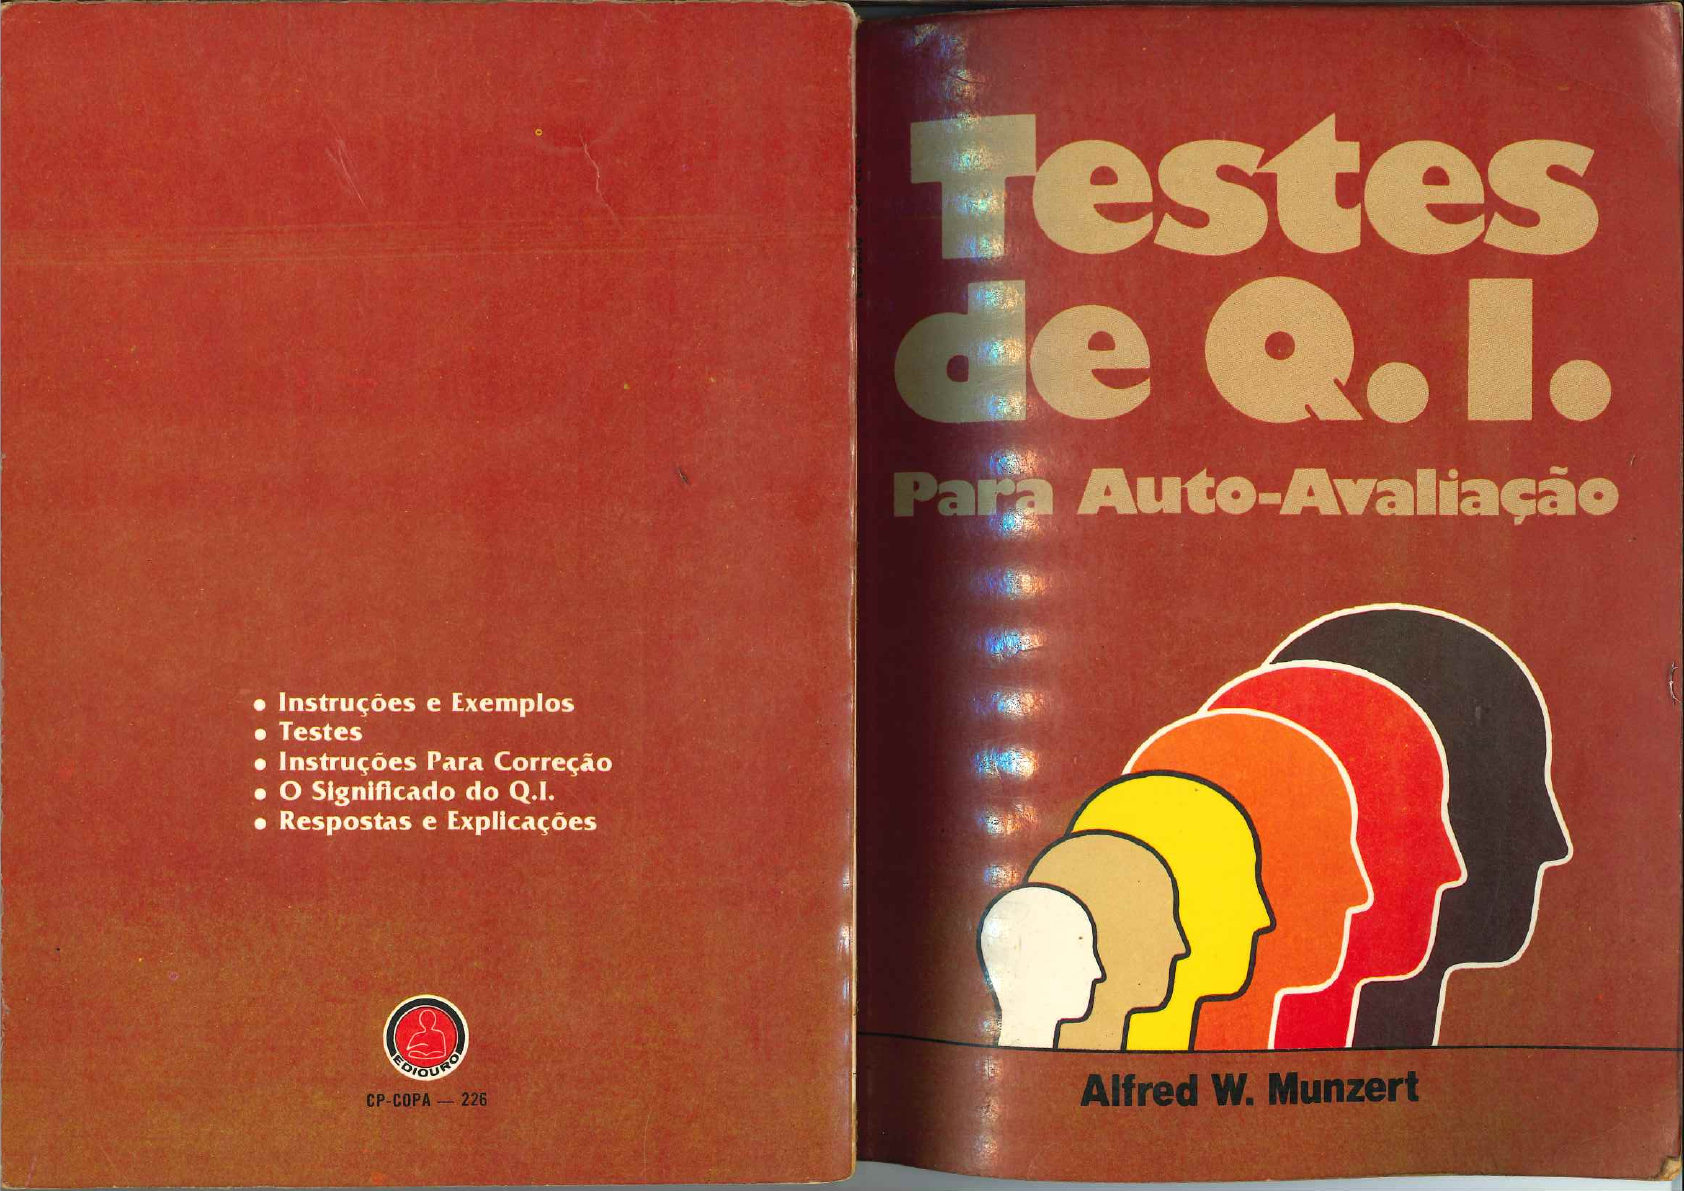 • Instruções e Exemplos
• Testes
• Instruções Para Correção
• O Significado do Q.I.
• Respostas e Explicações
EDIOURO
CP-COPA — 226
Testes
de Q. I.
Para Auto-Avaliação
Alfred W. Munzert